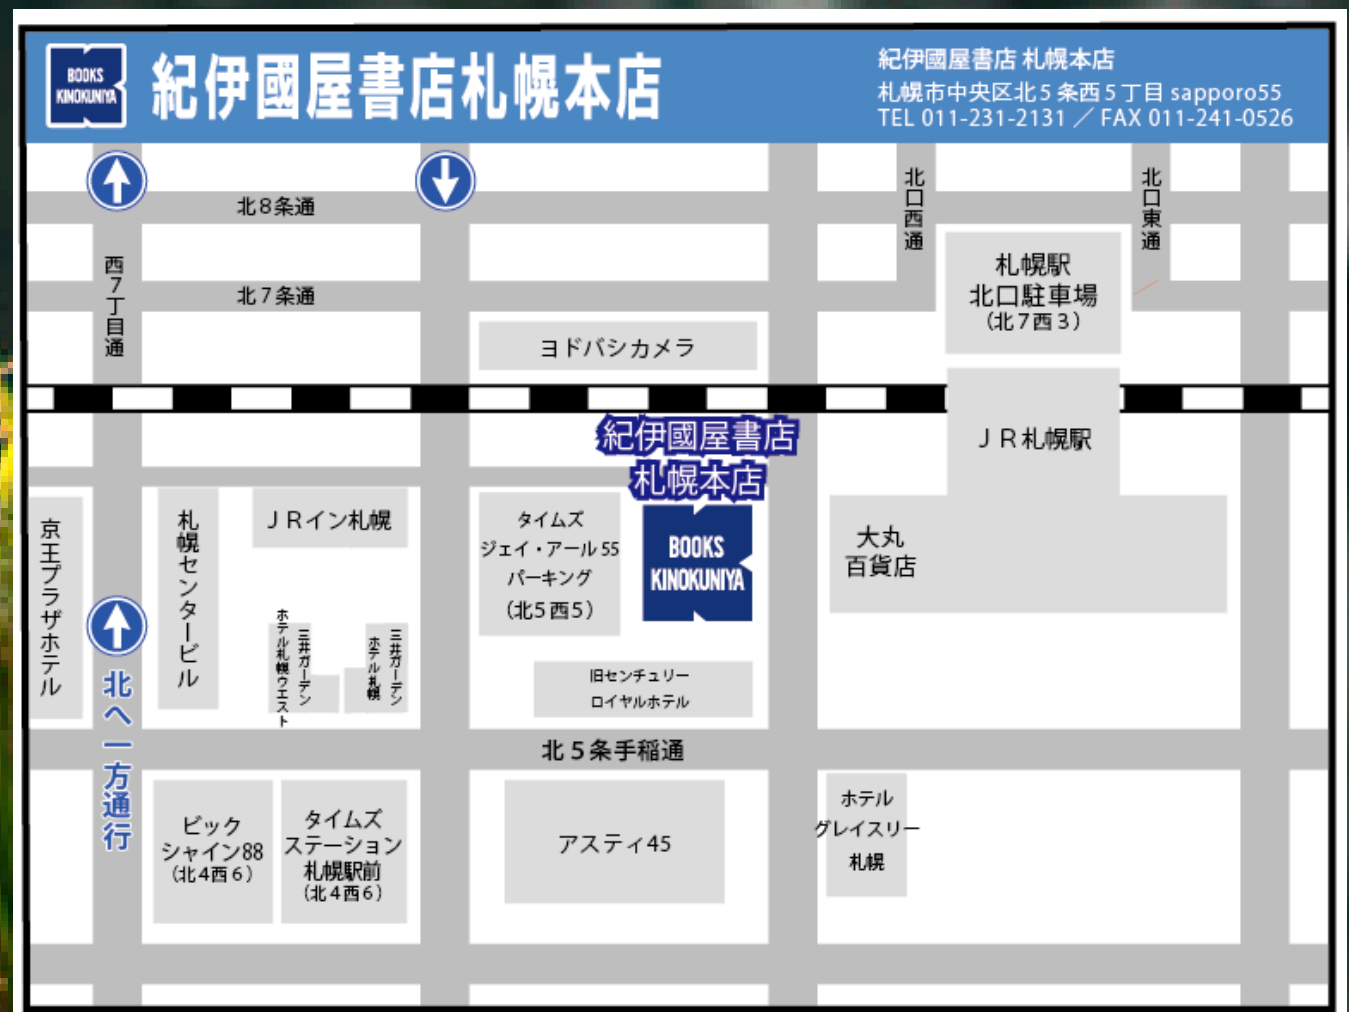 BOOKS
KINOKUNIYA
紀伊國屋書店札幌本店
紀伊國屋書店 札幌本店
札幌市中央区北5条西5丁目 sapporo55
TEL 011-231-2131 ／ FAX 011-241-0526
北8条通
北口西通
北口東通
西7丁目通
北7条通
札幌駅
北口駐車場
（北7西3）
ヨドバシカメラ
紀伊國屋書店
札幌本店
JR札幌駅
京王プラザホテル
札幌センタービル
JRイン札幌
タイムズ
ジェイ・アール55
パーキング
（北5西5）
BOOKS
KINOKUNIYA
大丸
百貨店
三井ガーデン
ホテル札幌ウエスト
三井ガーデン
ホテル札幌
旧センチュリー
ロイヤルホテル
北へ一方通行
北5条手稲通
ビック
シャイン88
（北4西6）
タイムズ
ステーション
札幌駅前
（北4西6）
アスティ45
ホテル
グレイスリー
札幌